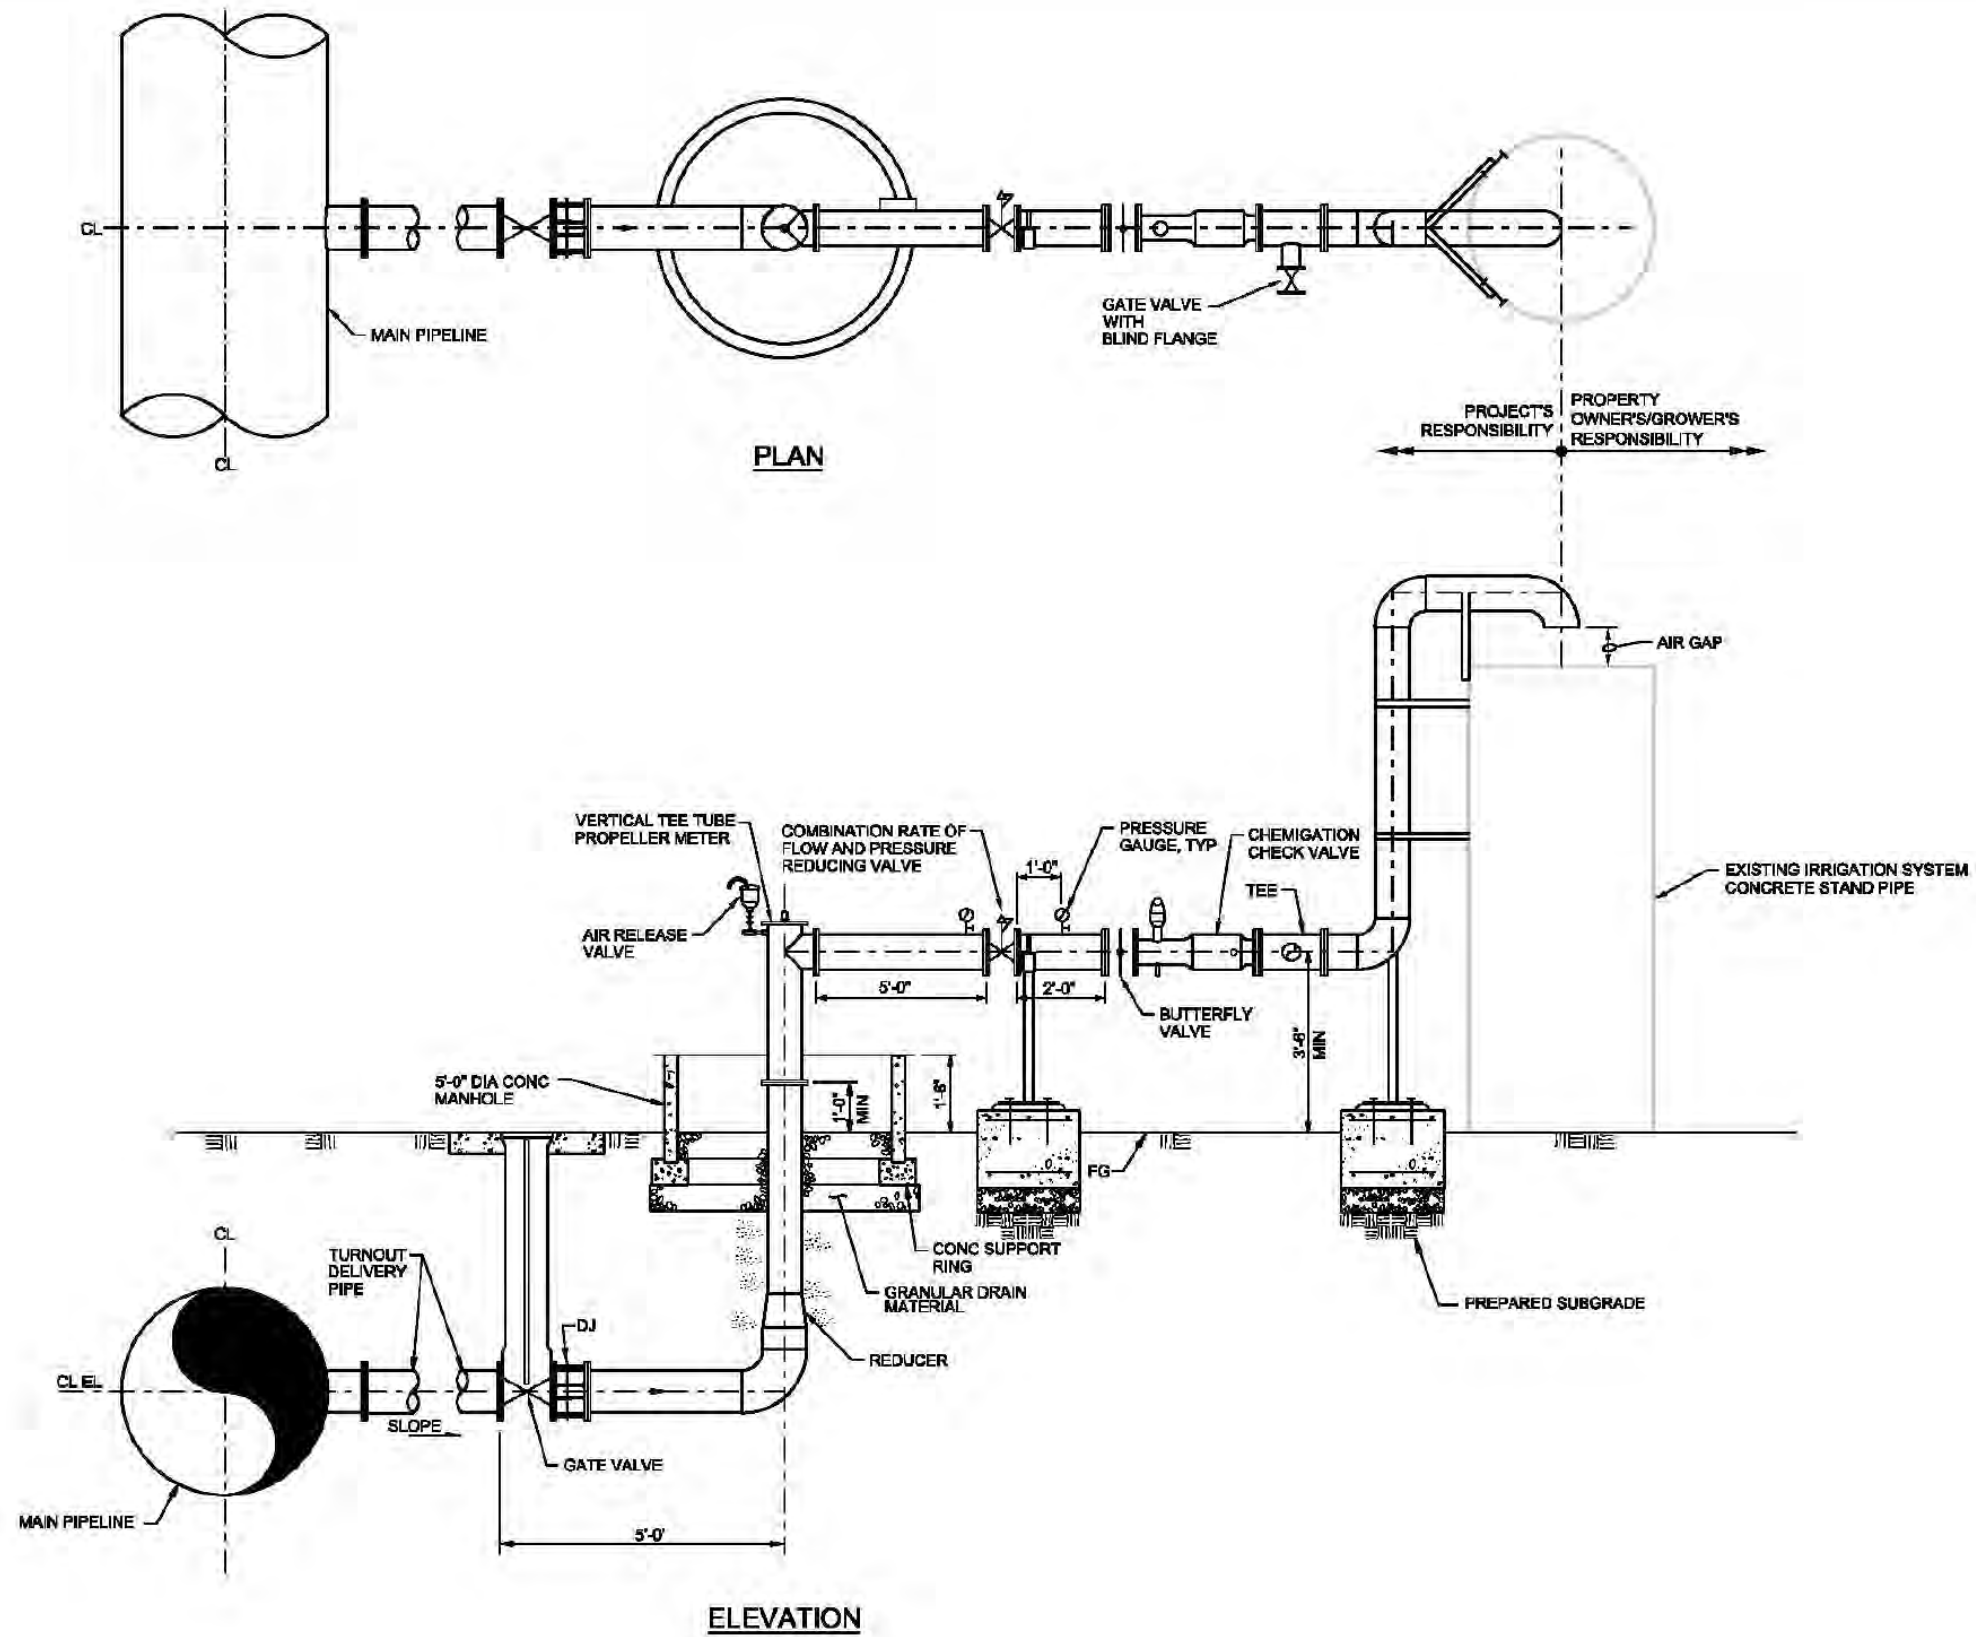 CL
MAIN PIPELINE
CL
PLAN
GATE VALVE
WITH
BLIND FLANGE
PROJECT'S
RESPONSIBILITY
PROPERTY
OWNER'S/GROWER'S
RESPONSIBILITY
AIR GAP
VERTICAL TEE TUBE
PROPELLER METER
COMBINATION RATE OF
FLOW AND PRESSURE
REDUCING VALVE
PRESSURE
GAUGE, TYP
CHEMIGATION
CHECK VALVE
1'-0"
TEE
EXISTING IRRIGATION SYSTEM
CONCRETE STAND PIPE
AIR RELEASE
VALVE
5'-0"
2'-0"
BUTTERFLY
VALVE
3'-6"
MIN
5'-0" DIA CONC
MANHOLE
1'-0"
MIN
1'-6"
FG
CL
TURNOUT
DELIVERY
PIPE
CONC SUPPORT
RING
GRANULAR DRAIN
MATERIAL
PREPARED SUBGRADE
DJ
REDUCER
CL EL
SLOPE
GATE VALVE
MAIN PIPELINE
5'-0'
ELEVATION